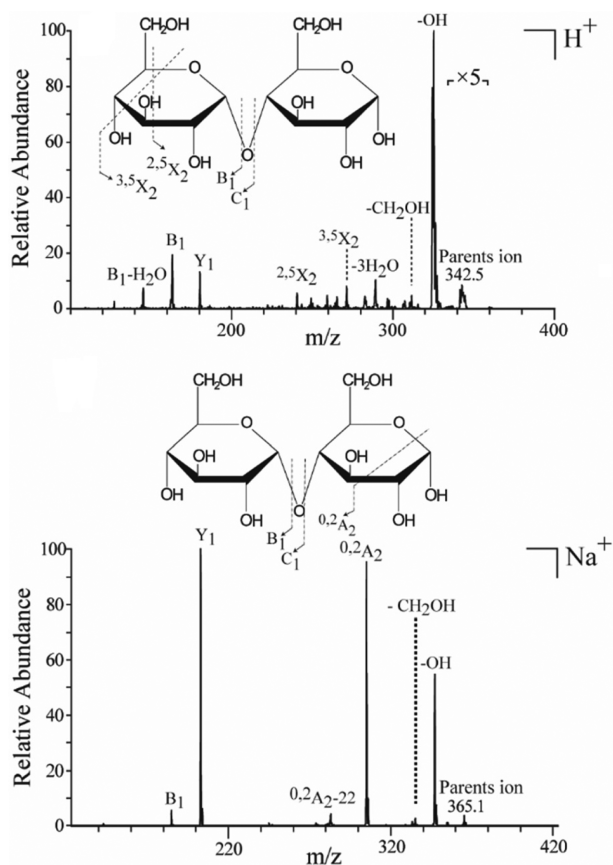 100
-OH
H+
CH2OH
CH2OH
×5
80
O
O
OH
OH
60
OH
OH
OH
OH
OH
O
2,5X2
3,5X2
B1
C1
40
-CH2OH
3,5X2
20
B1
Y1
B1-H2O
2,5X2
-3H2O
Parents ion
342.5
0
200
300
400
Relative Abundance
m/z
CH2OH
CH2OH
O
O
OH
OH
OH
OH
OH
OH
OH
O
0,2A2
B1
C1
Y1
0,2A2
Na+
100
- CH2OH
80
-OH
60
40
20
B1
0,2A2-22
Parents ion
365.1
0
220
320
420
Relative Abundance
m/z